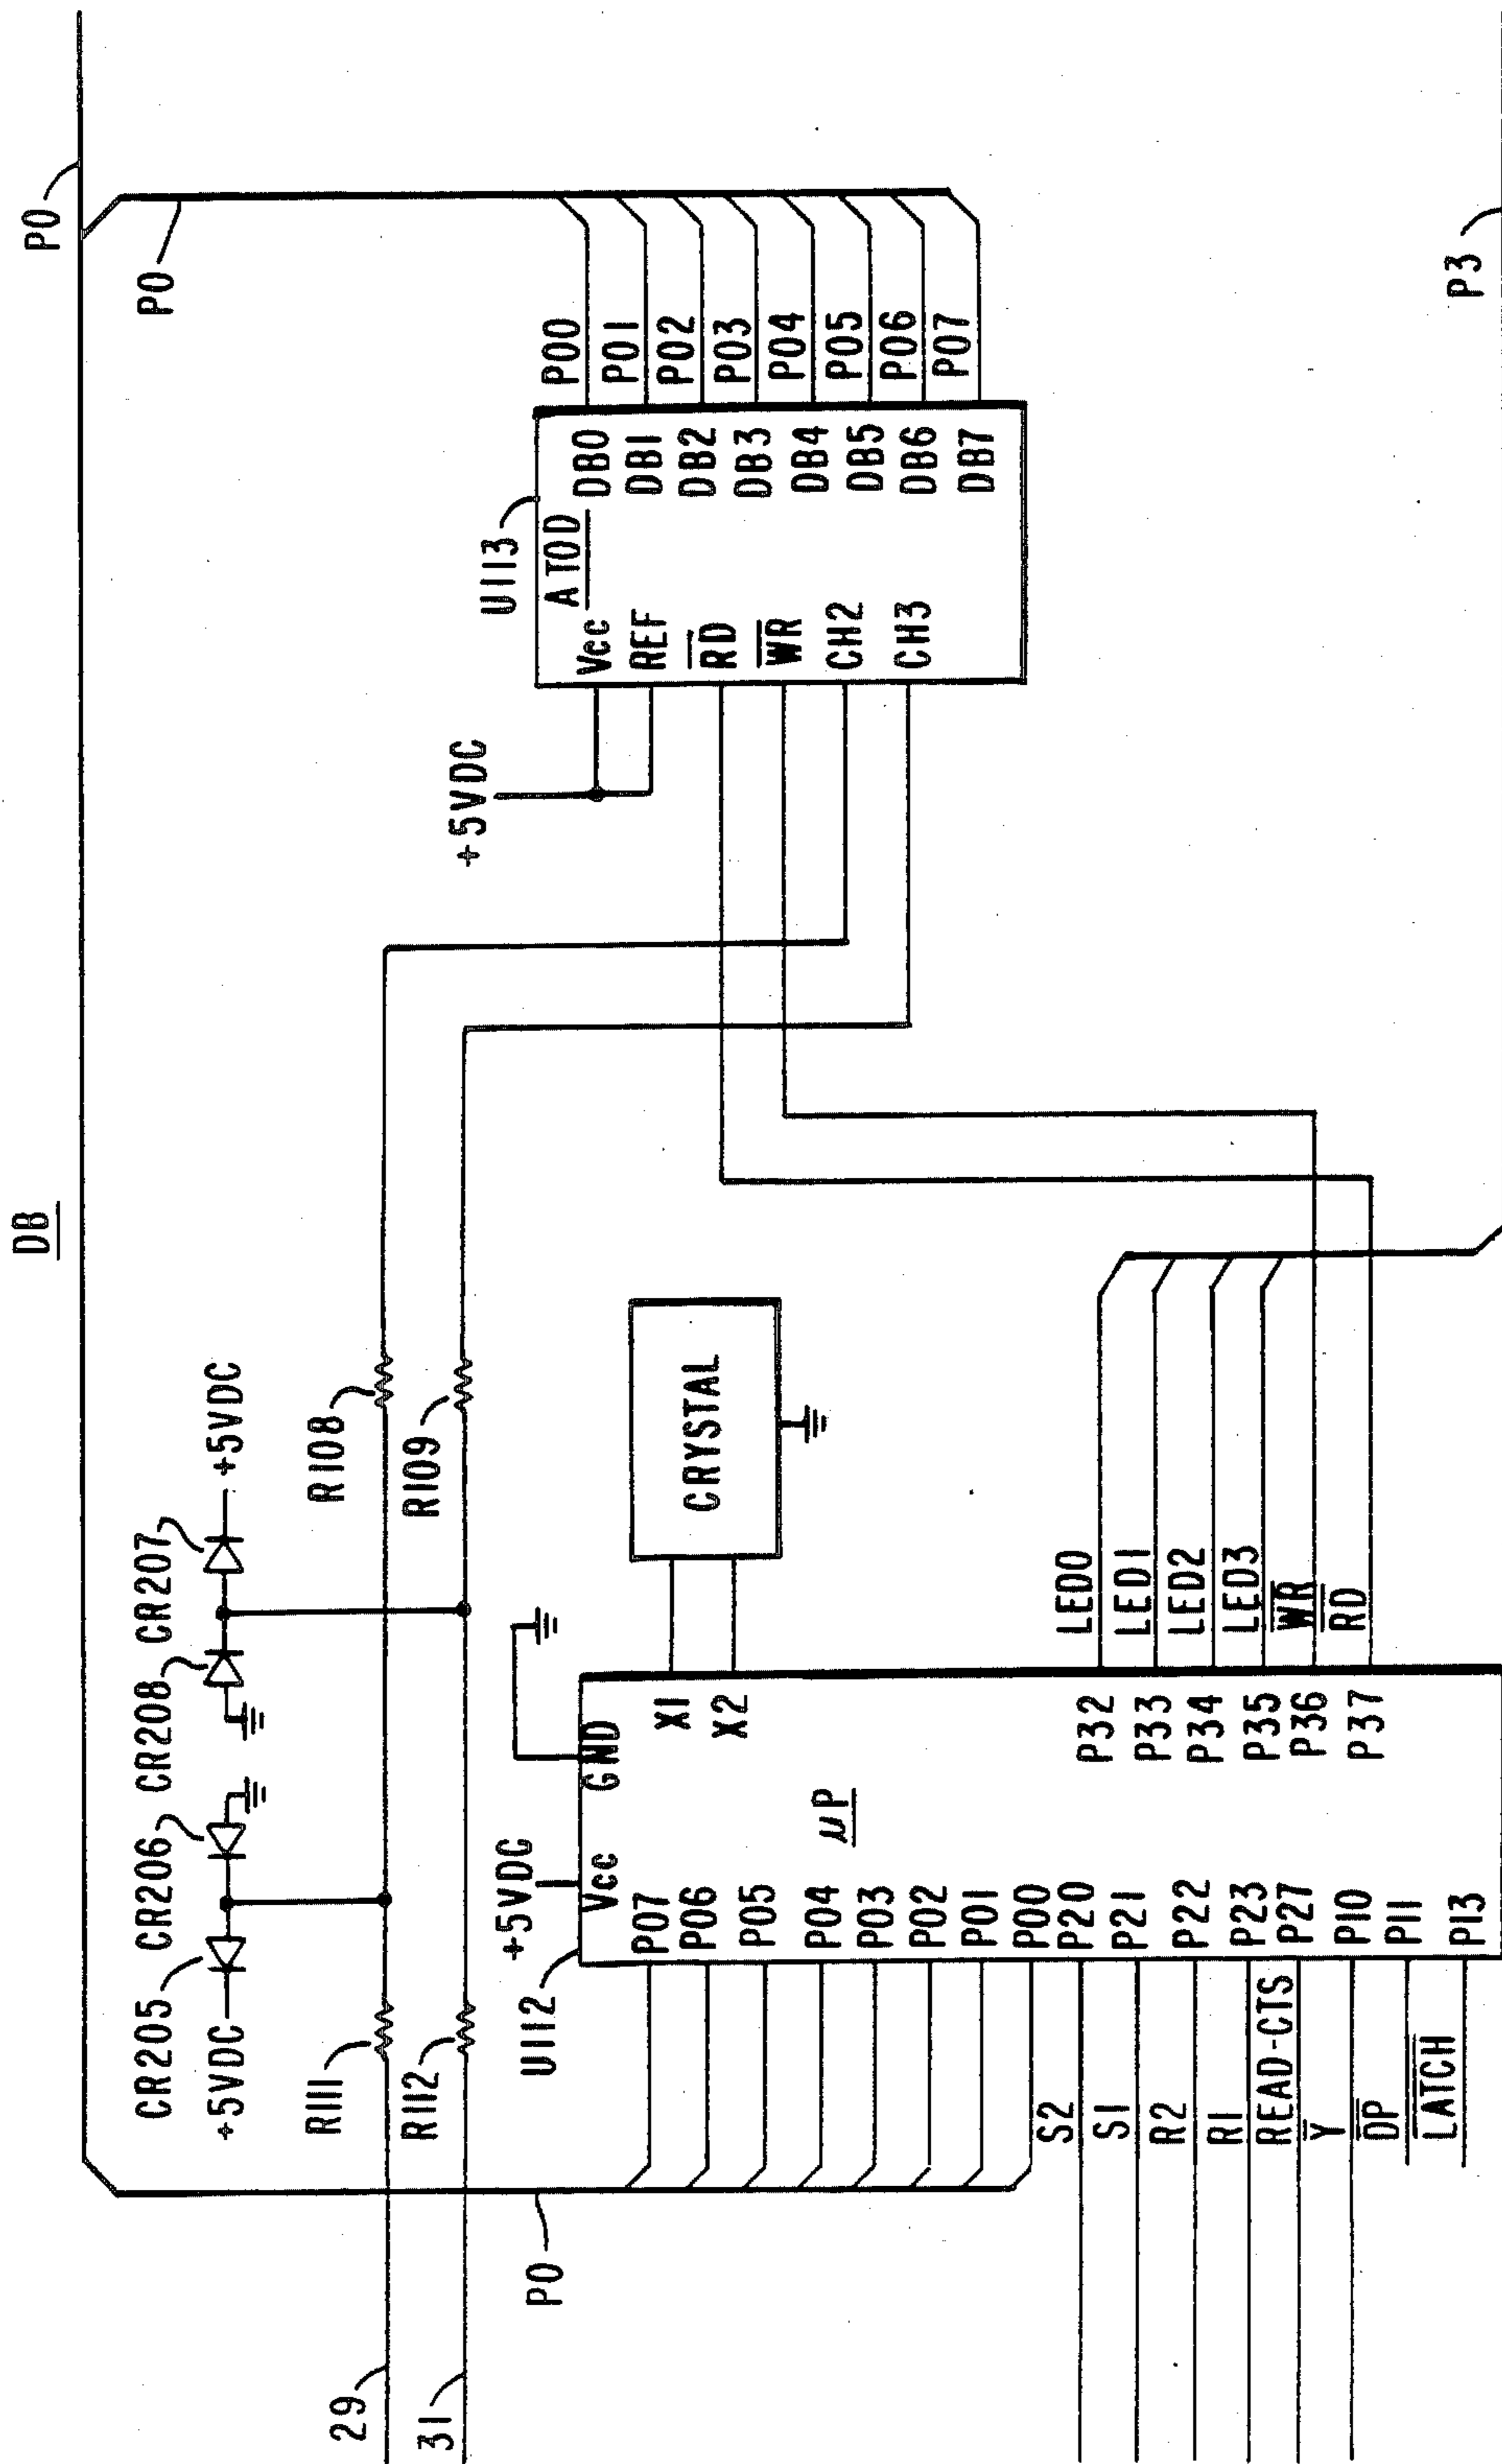 DB
P0
P0
CR205
CR206
CR208
CR207
+5VDC
+5VDC
29
R111
R108
31
R112
R109
P0
U112
+5VDC
Vcc
GND
P07
P06
P05
P04
P03
P02
P01
P00
P20
P21
P22
P23
P27
P10
P11
P13
µP
X1
X2
CRYSTAL
P32
P33
P34
P35
P36
P37
LED0
LED1
LED2
LED3
WR
RD
S2
S1
R2
R1
READ-CTS
Y
DP
LATCH
+5VDC
U113
A TO D
Vcc
REF
RD
WR
CH2
CH3
DB0
DB1
DB2
DB3
DB4
DB5
DB6
DB7
P00
P01
P02
P03
P04
P05
P06
P07
P3